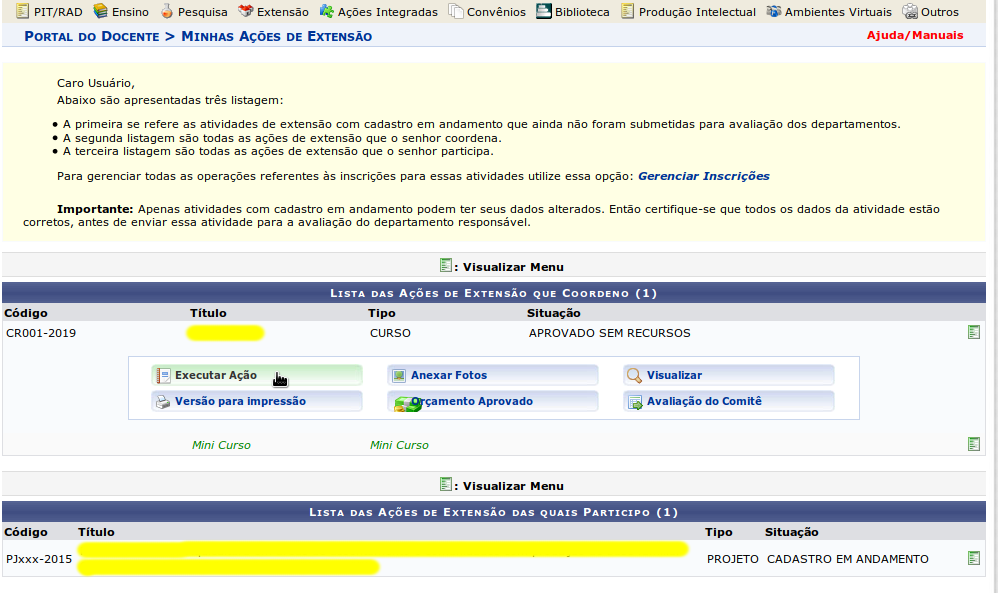 PIT/RAD Ensino Pesquisa Extensão Ações Integradas Convênios Biblioteca Produção Intelectual Ambientes Virtuais Outros
Portal do Docente > Minhas Ações de Extensão Ajuda/Manuais
Caro Usuário,
Abaixo são apresentadas três listagem:
• A primeira se refere as atividades de extensão com cadastro em andamento que ainda não foram submetidas para avaliação dos departamentos.
• A segunda listagem são todas as ações de extensão que o senhor coordena.
• A terceira listagem são todas as ações de extensão que o senhor participa.
Para gerenciar todas as operações referentes às inscrições para essas atividades utilize essa opção: Gerenciar Inscrições
Importante: Apenas atividades com cadastro em andamento podem ter seus dados alterados. Então certifique-se que todos os dados da atividade estão
corretos, antes de enviar essa atividade para a avaliação do departamento responsável.
: Visualizar Menu
Lista das Ações de Extensão que Coordeno (1)
Código Título Tipo Situação
CR001-2019 CURSO APROVADO SEM RECURSOS
Executar Ação Anexar Fotos Visualizar
Versão para impressão Orçamento Aprovado Avaliação do Comitê
Mini Curso Mini Curso
: Visualizar Menu
Lista das Ações de Extensão das quais Participo (1)
Código Título Tipo Situação
PJxxx-2015 PROJETO CADASTRO EM ANDAMENTO